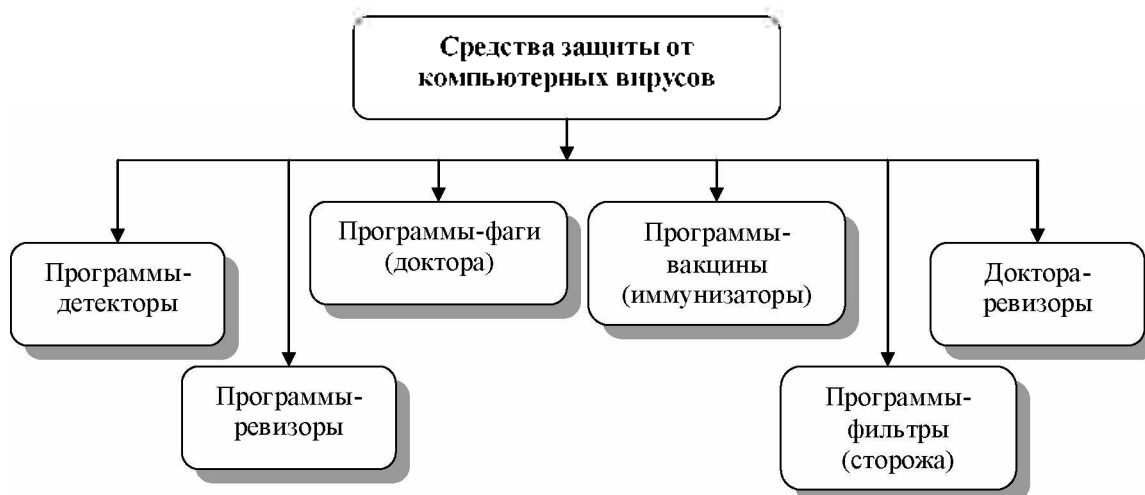 Средства защиты от
компьютерных вирусов
Программы-
детекторы
Программы-
ревизоры
Программы-фаги
(доктора)
Программы-
вакцины
(иммунизаторы)
Программы-
фильтры
(сторожа)
Доктора-
ревизоры